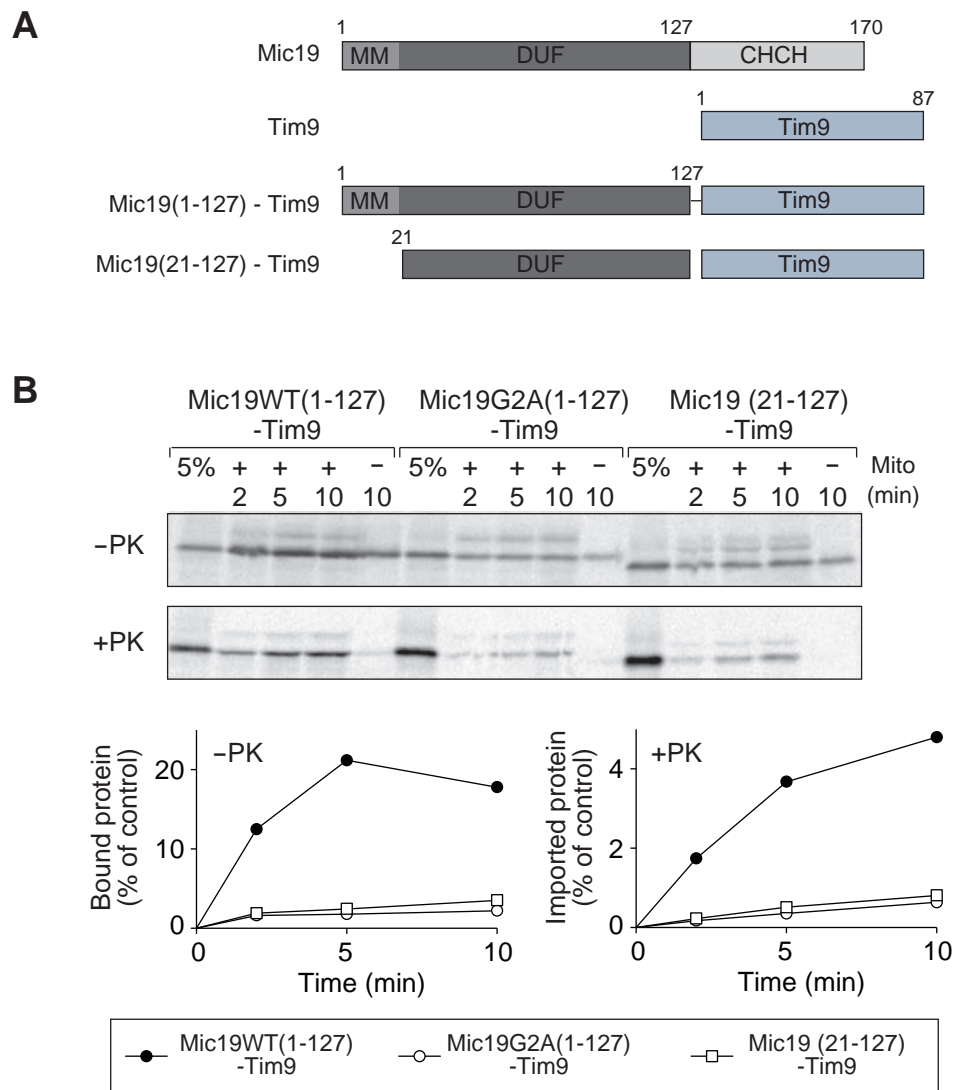 A
1 127 170
Mic19 MM DUF CHCH
1 87
Tim9 Tim9
1 127
Mic19(1-127) - Tim9 MM DUF Tim9
21
Mic19(21-127) - Tim9 DUF Tim9
B
Mic19WT(1-127) Mic19G2A(1-127) Mic19 (21-127)
-Tim9 -Tim9 -Tim9
5% + + + − 5% + + + − 5% + + + − Mito
2 5 10 10 2 5 10 10 2 5 10 10 (min)
−PK
+PK
Bound protein
(% of control)
−PK
20
10
0
0 5 10
Time (min)
Imported protein
(% of control)
+PK
4
2
0
0 5 10
Time (min)
Mic19WT(1-127) Mic19G2A(1-127) Mic19 (21-127)
-Tim9 -Tim9 -Tim9